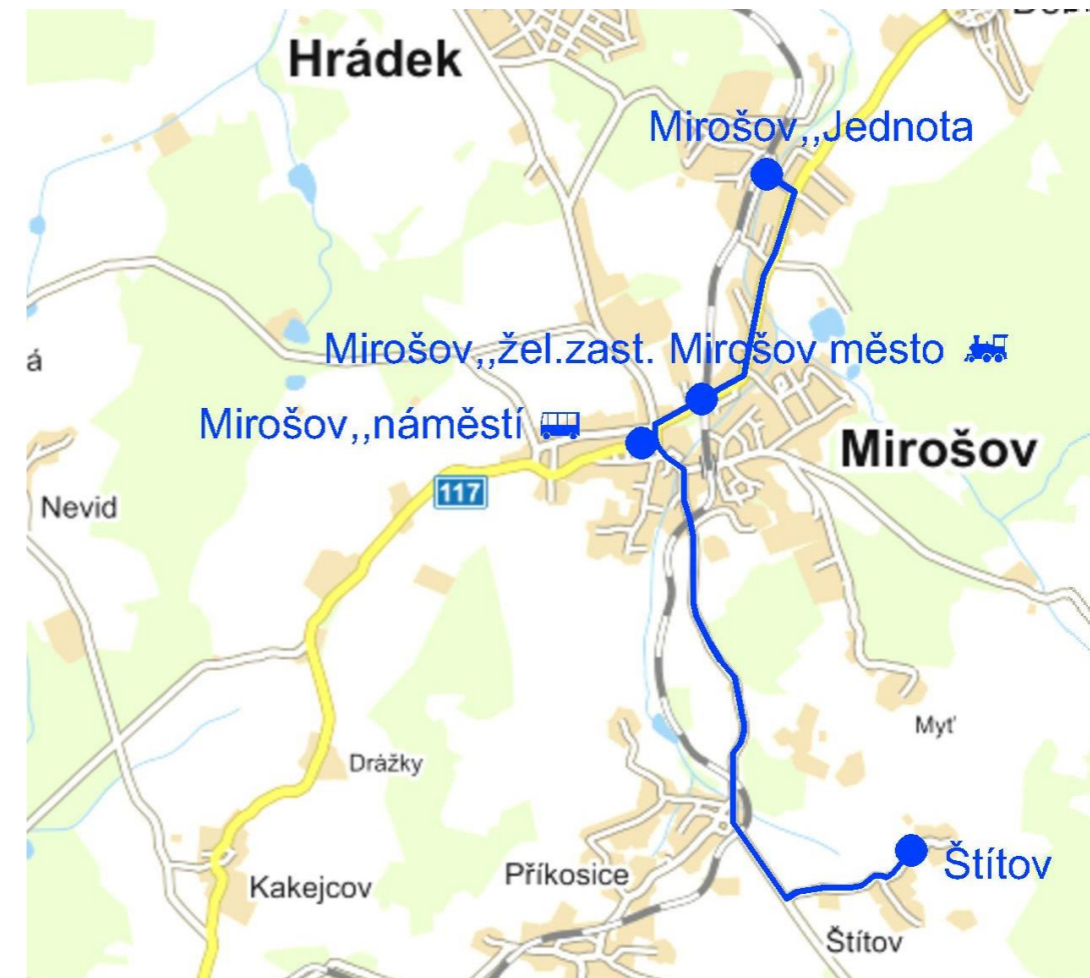 Hrádek
Mirošov,,Jednota
Mirošov,,žel.zast. Mirošov město
á
Mirošov,,náměstí
Mirošov
117
Nevid
Myť
Drážky
Štítov
Příkosice
Kakejcov
Štítov